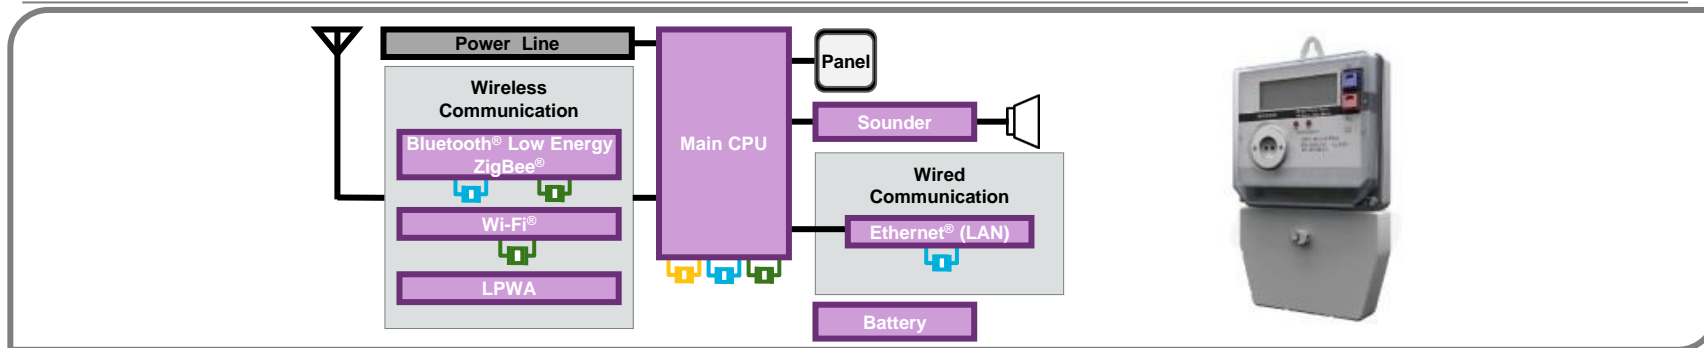 Power Line
Wireless
Communication
Bluetooth® Low Energy
ZigBee®
Wi-Fi®
LPWA
Main CPU
Panel
Sounder
Wired
Communication
Ethernet® (LAN)
Battery